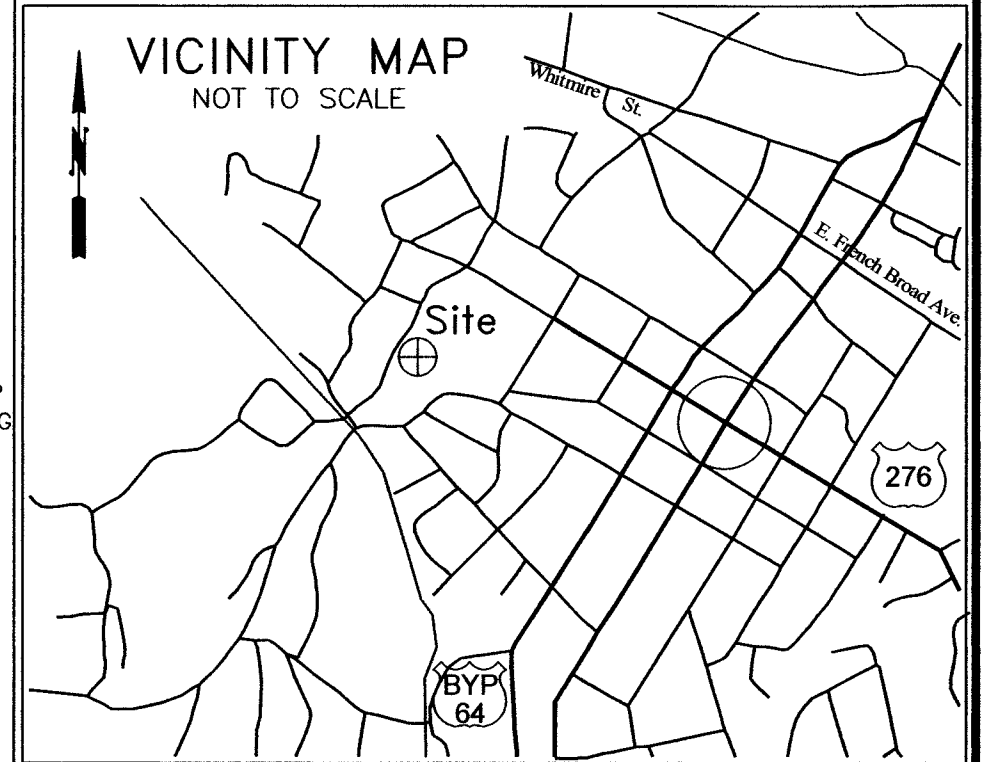 VICINITY MAP
NOT TO SCALE
N
Whitmire St.
E. French Broad Ave.
Site
G
276
BYP
64